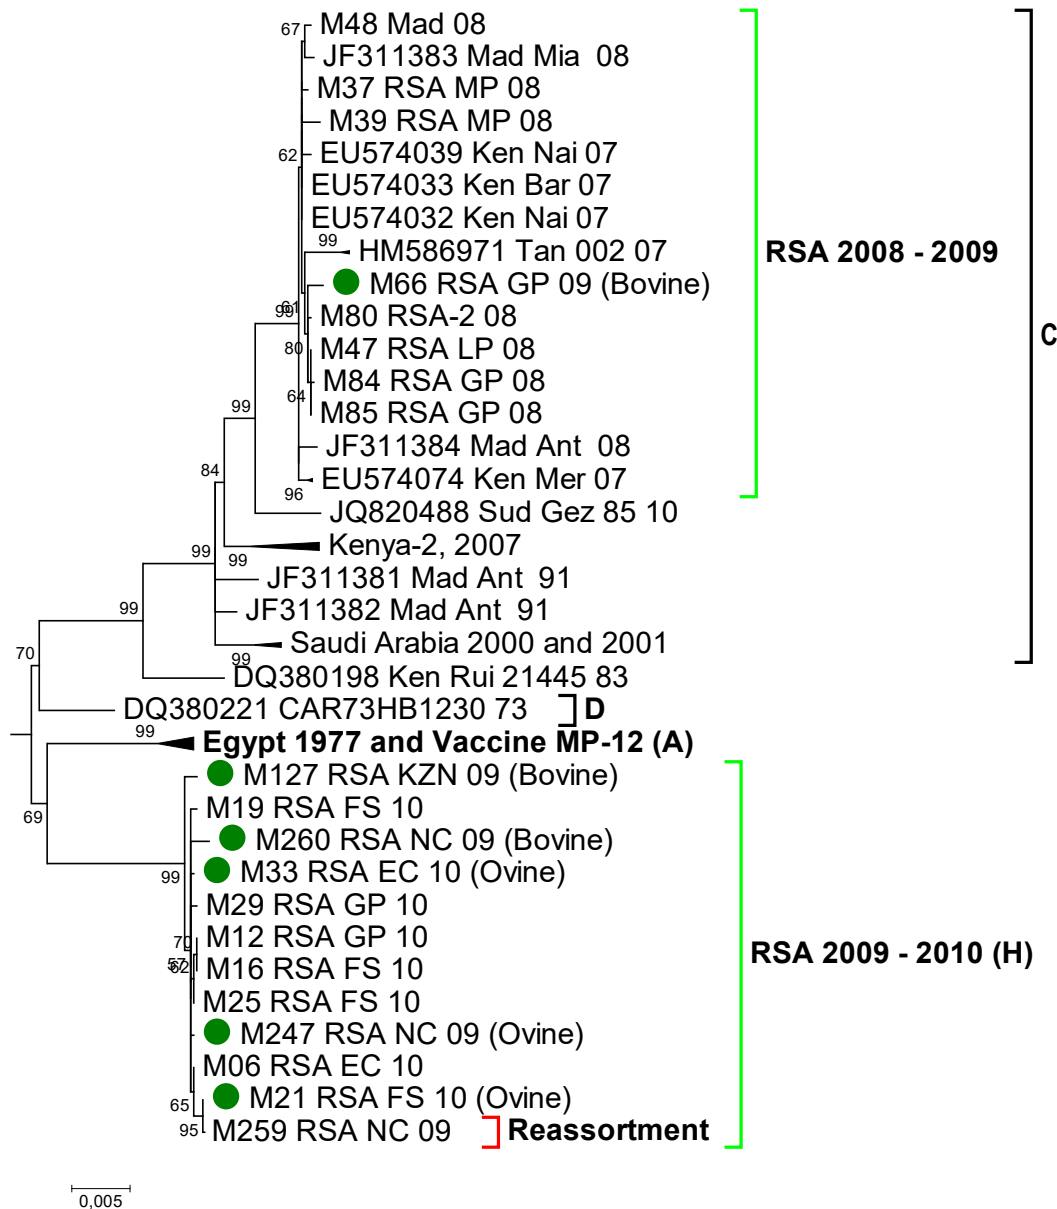 67
M48 Mad 08
JF311383 Mad Mia 08
M37 RSA MP 08
M39 RSA MP 08
62
EU574039 Ken Nai 07
EU574033 Ken Bar 07
EU574032 Ken Nai 07
99
HM586971 Tan 002 07
RSA 2008 - 2009
M66 RSA GP 09 (Bovine)
61
99
M80 RSA-2 08
C
80
M47 RSA LP 08
M84 RSA GP 08
64
M85 RSA GP 08
99
JF311384 Mad Ant 08
84
EU574074 Ken Mer 07
96
JQ820488 Sud Gez 85 10
Kenya-2, 2007
99
99
JF311381 Mad Ant 91
99
JF311382 Mad Ant 91
Saudi Arabia 2000 and 2001
70
99
DQ380198 Ken Rui 21445 83
DQ380221 CAR73HB1230 73
D
99
Egypt 1977 and Vaccine MP-12 (A)
M127 RSA KZN 09 (Bovine)
M19 RSA FS 10
69
M260 RSA NC 09 (Bovine)
M33 RSA EC 10 (Ovine)
99
M29 RSA GP 10
M12 RSA GP 10
70
RSA 2009 - 2010 (H)
57
62
M16 RSA FS 10
M25 RSA FS 10
M247 RSA NC 09 (Ovine)
M06 RSA EC 10
M21 RSA FS 10 (Ovine)
65
95
M259 RSA NC 09
Reassortment
0,005